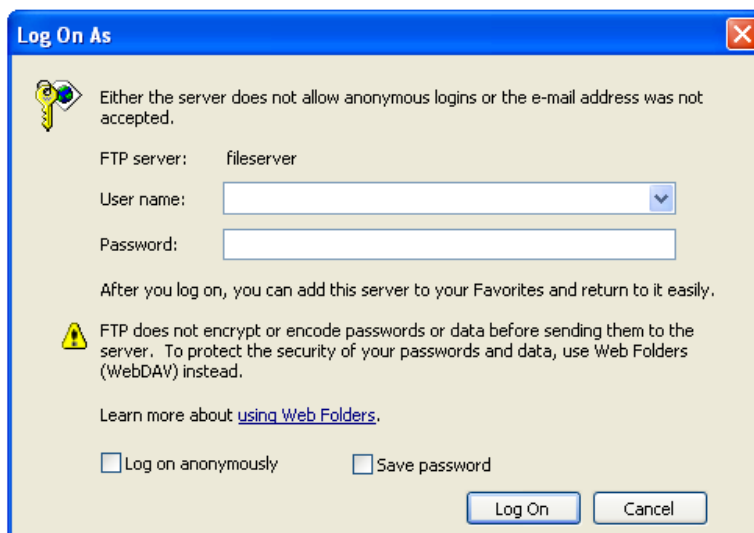 Log On As
Either the server does not allow anonymous logins or the e-mail address was not
accepted.
FTP server: fileserver
User name:
Password:
After you log on, you can add this server to your Favorites and return to it easily.
FTP does not encrypt or encode passwords or data before sending them to the
server. To protect the security of your passwords and data, use Web Folders
(WebDAV) instead.
Learn more about using Web Folders.
Log on anonymously Save password
Log On Cancel